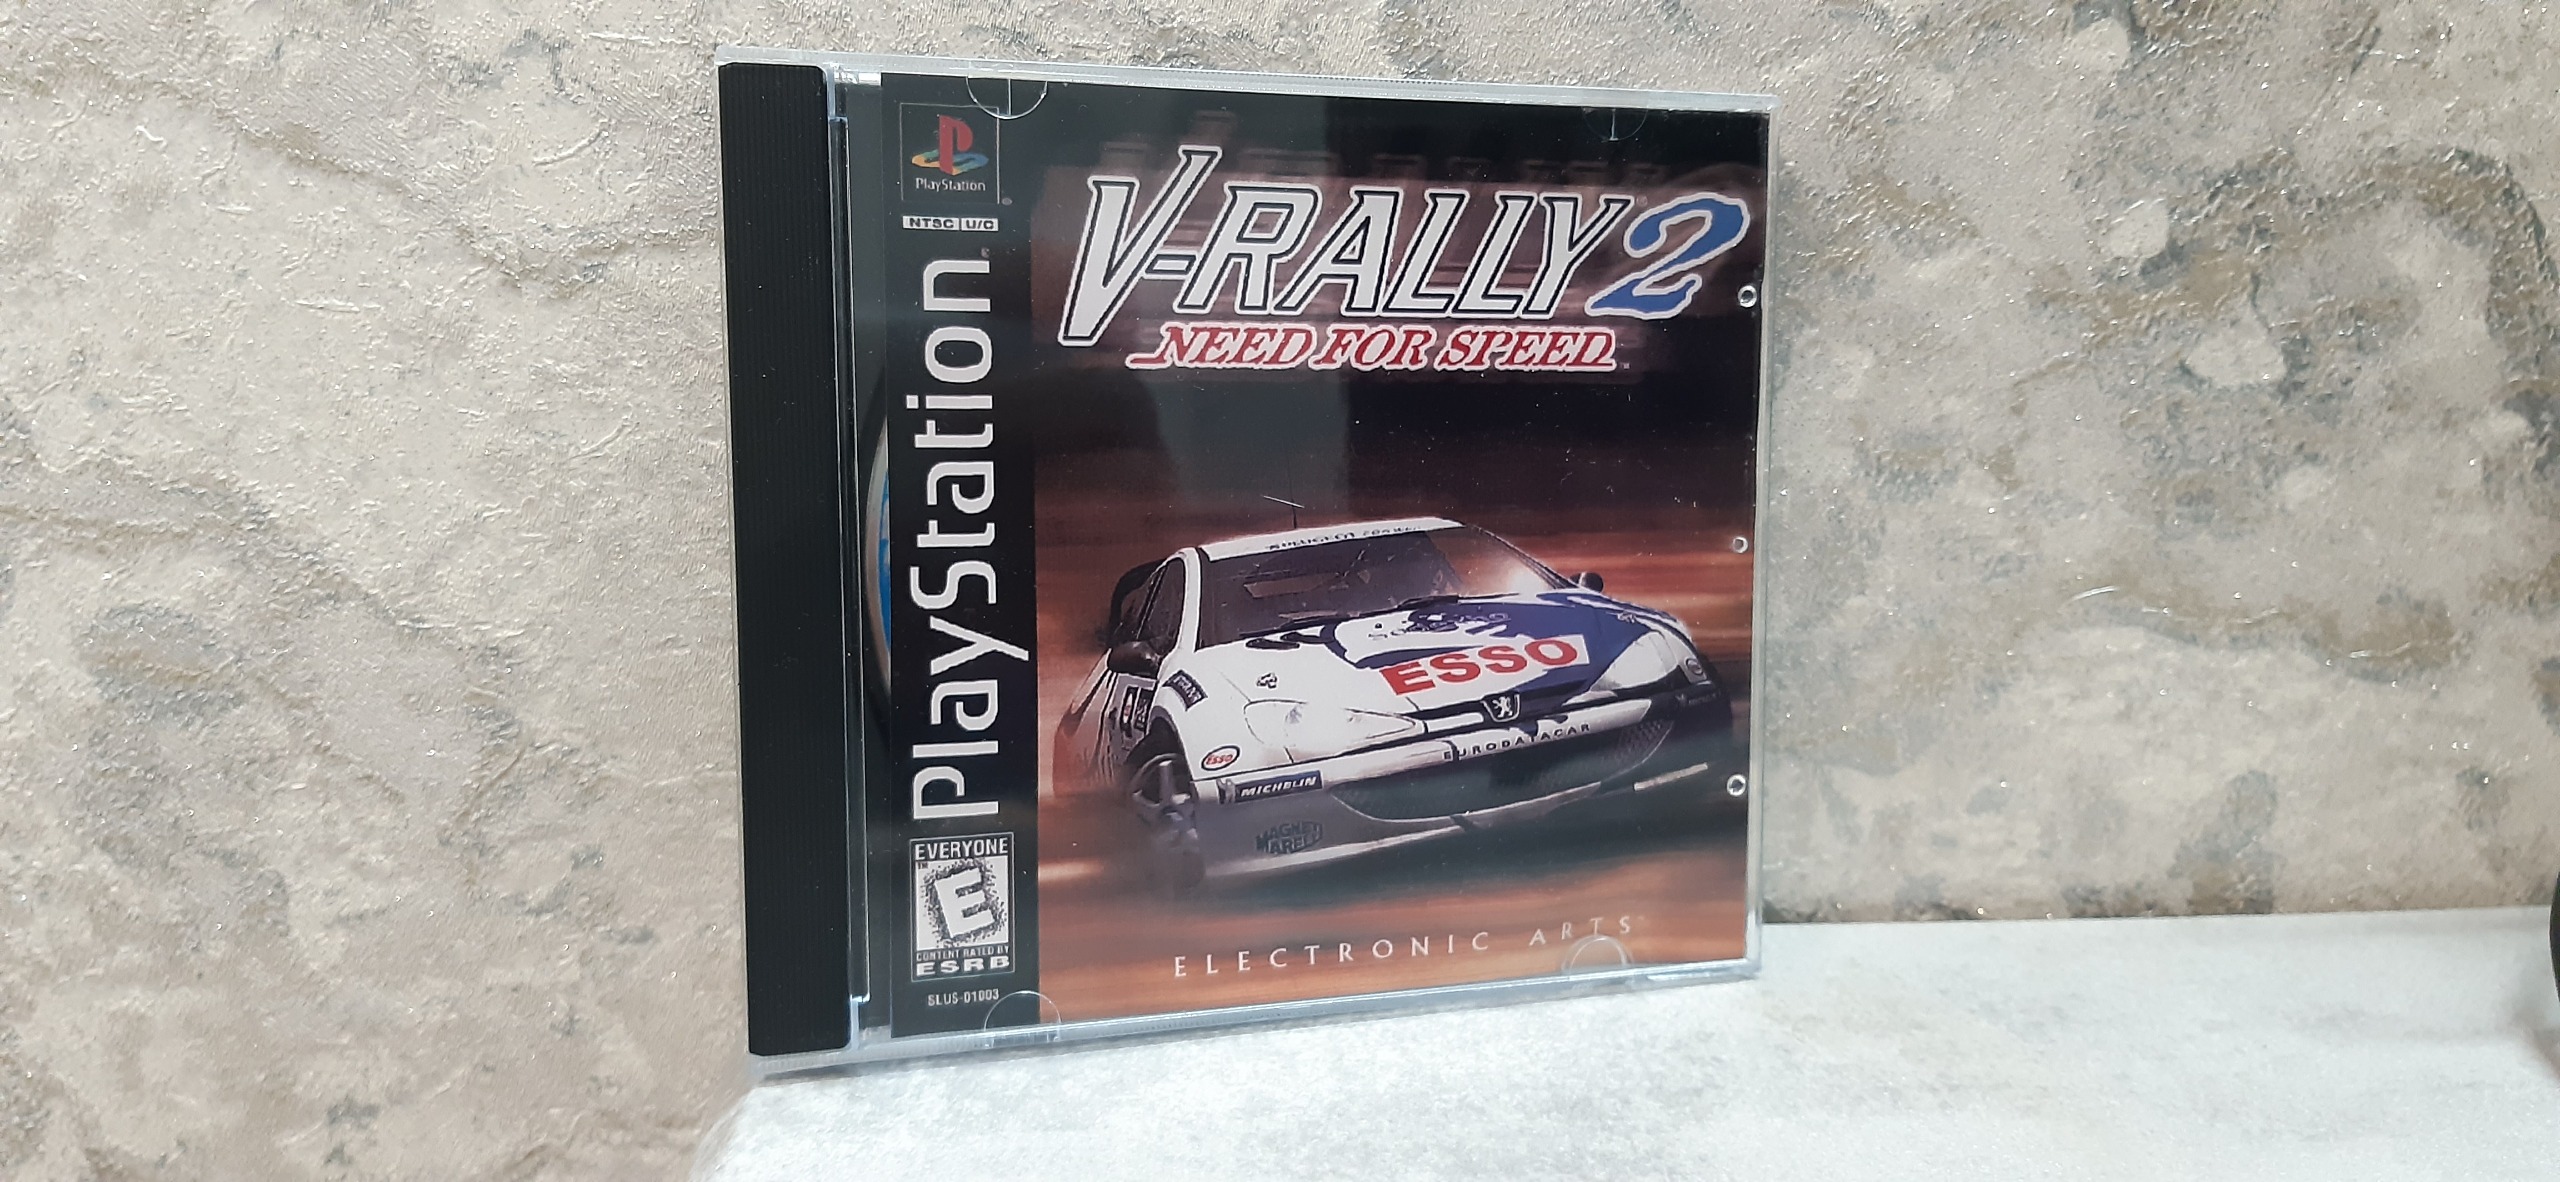 PlayStation
NTSC U/C
PlayStation
EVERYONE
E
CONTENT RATED BY
ESRB
SLUS-01003
V-RALLY 2
NEED FOR SPEED
ESSO
EURODATACAR
ESSO
MICHELIN
MAGNETI
MARELLI
ELECTRONIC ARTS